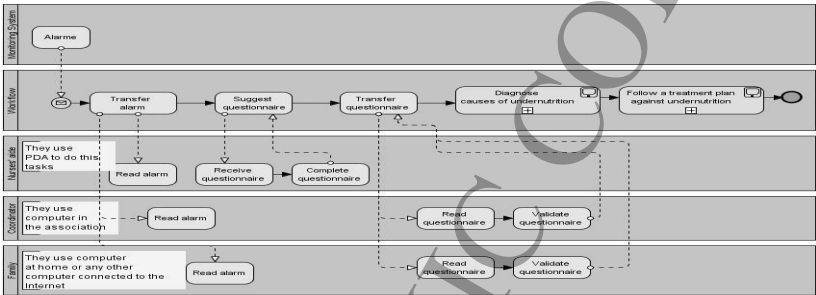 Monitoring System
Alarme
Workflow
Transfer
alarm
Suggest
questionnaire
Transfer
questionnaire
Diagnose
causes of undernutrition
Follow a treatment plan
against undernutrition
Nurses' aide
They use
PDA to do this
tasks
Read alarm
Receive
questionnaire
Complete
questionnaire
Coordinator
They use
computer in
the association
Read alarm
Read
questionnaire
Validate
questionnaire
Family
They use computer
at home or any other
computer connected to the
Internet
Read alarm
Read
questionnaire
Validate
questionnaire